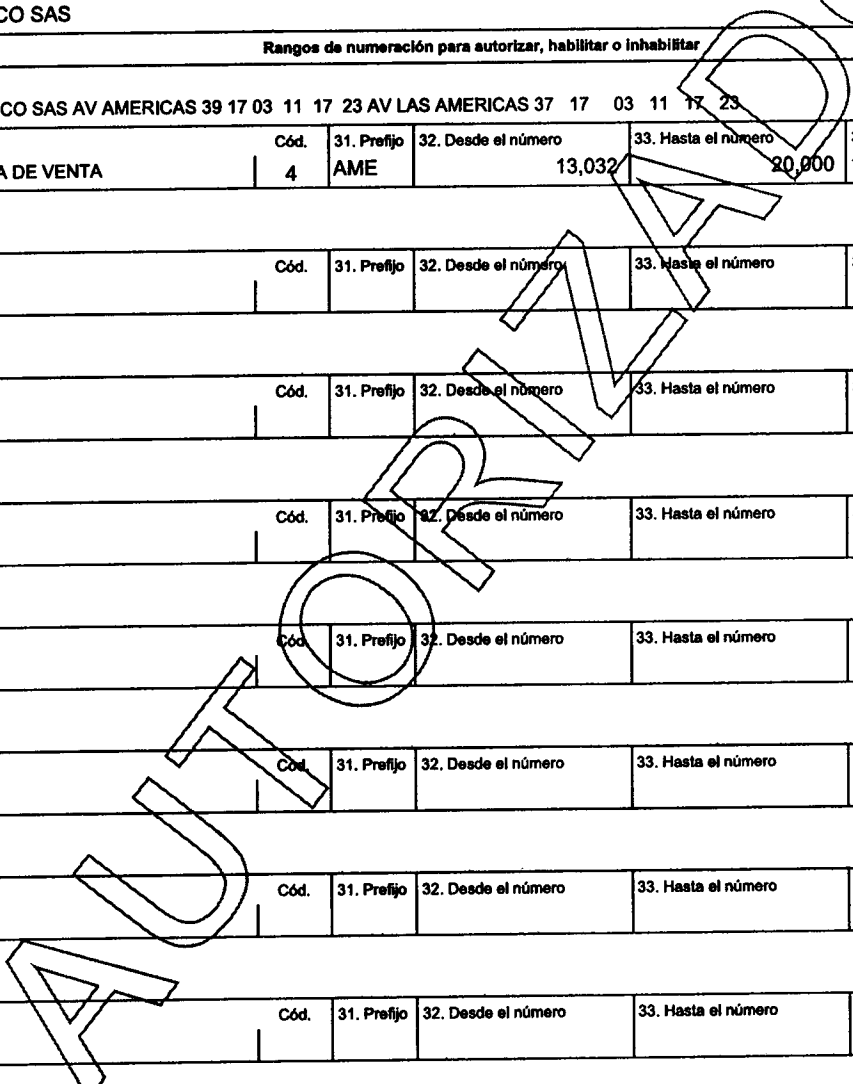 CO SAS
Rangos de numeración para autorizar, habilitar o inhabilitar
CO SAS AV AMERICAS 39 17 03 11 17 23 AV LAS AMERICAS 37 17 03 11 17 23
Cód. 31. Prefijo 32. Desde el número 33. Hasta el número
A DE VENTA 4 AME 13,032 20,000
Cód. 31. Prefijo 32. Desde el número 33. Hasta el número
Cód. 31. Prefijo 32. Desde el número 33. Hasta el número
Cód. 31. Prefijo 32. Desde el número 33. Hasta el número
Cód. 31. Prefijo 32. Desde el número 33. Hasta el número
Cód. 31. Prefijo 32. Desde el número 33. Hasta el número
Cód. 31. Prefijo 32. Desde el número 33. Hasta el número
Cód. 31. Prefijo 32. Desde el número 33. Hasta el número
AUTORIZAD